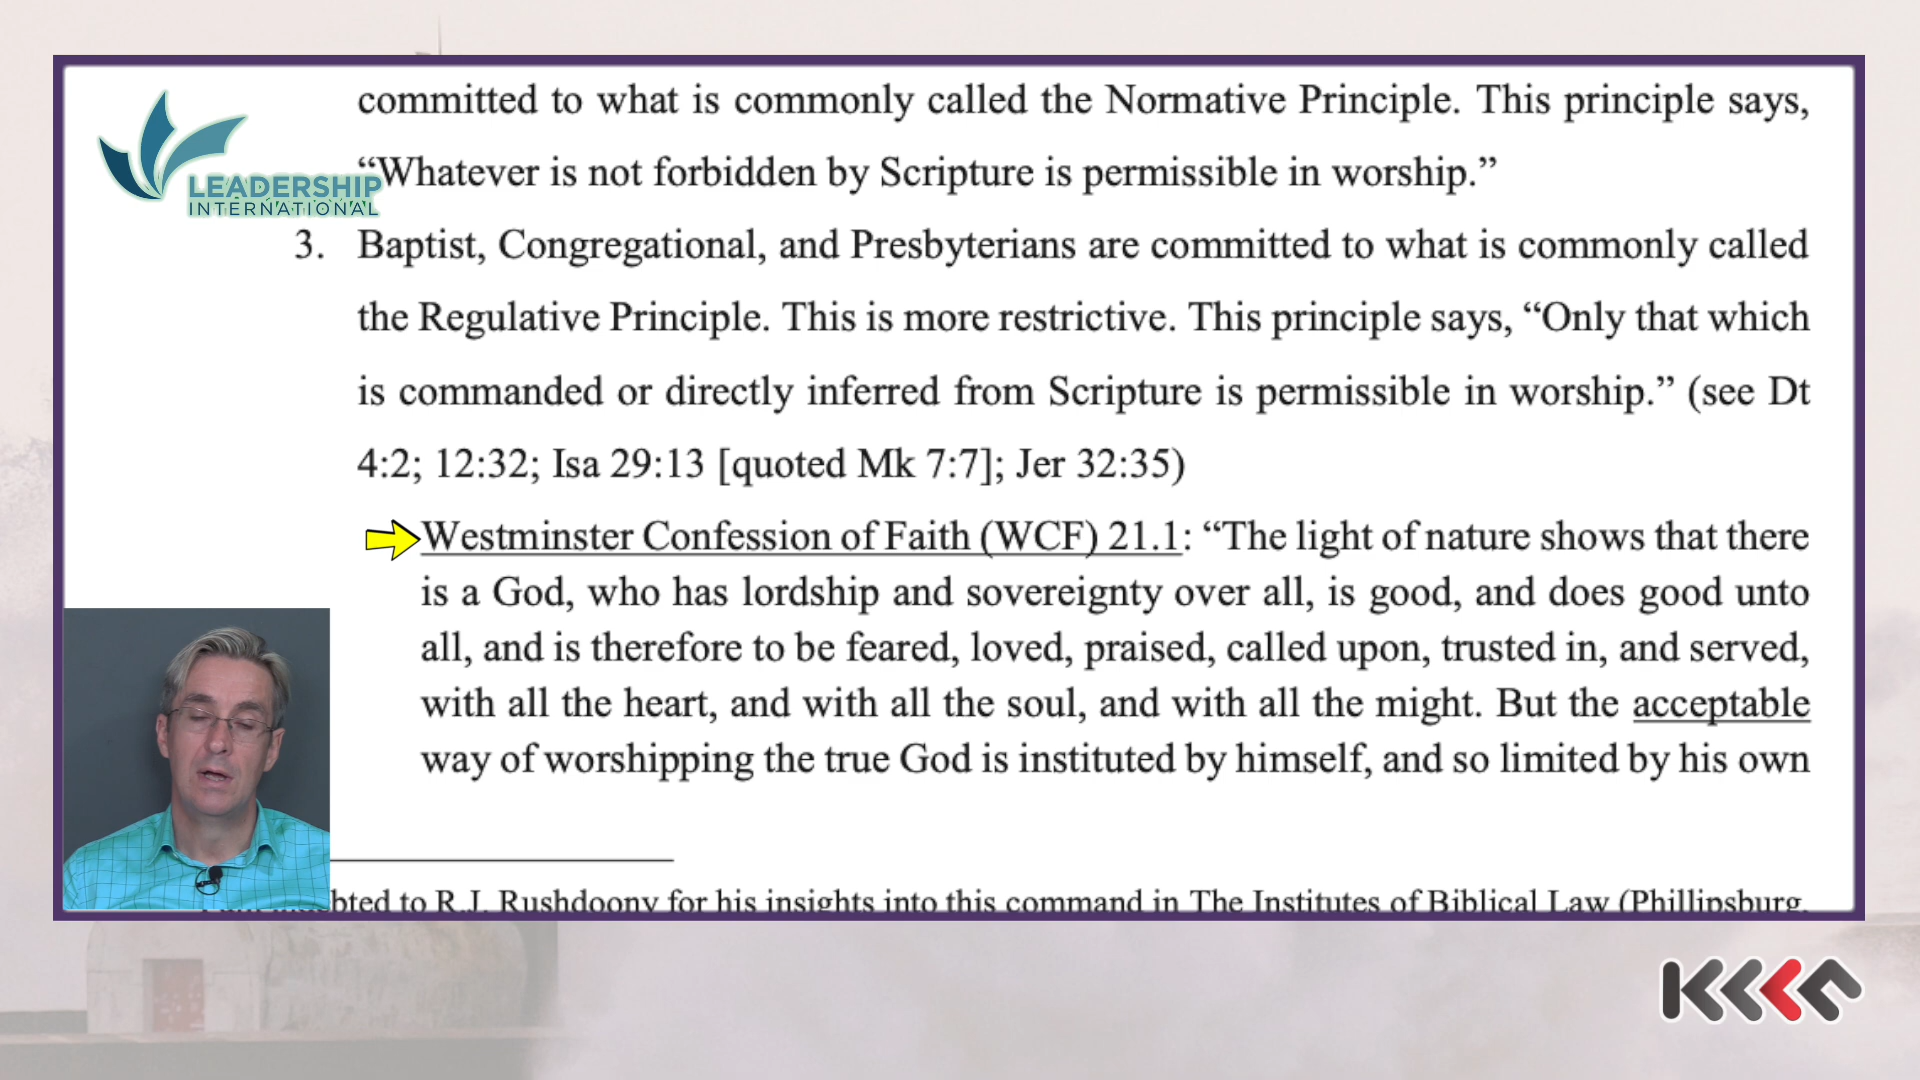 committed to what is commonly called the Normative Principle. This principle says,
“Whatever is not forbidden by Scripture is permissible in worship.”
LEADERSHIP
INTERNATIONAL
3. Baptist, Congregational, and Presbyterians are committed to what is commonly called
the Regulative Principle. This is more restrictive. This principle says, “Only that which
is commanded or directly inferred from Scripture is permissible in worship.” (see Dt
4:2; 12:32; Isa 29:13 [quoted Mk 7:7]; Jer 32:35)
Westminster Confession of Faith (WCF) 21.1: “The light of nature shows that there
is a God, who has lordship and sovereignty over all, is good, and does good unto
all, and is therefore to be feared, loved, praised, called upon, trusted in, and served,
with all the heart, and with all the soul, and with all the might. But the acceptable
way of worshipping the true God is instituted by himself, and so limited by his own
to R.J. Rushdoony for his insights into this command in The Institutes of Biblical Law (Phillipsburg,